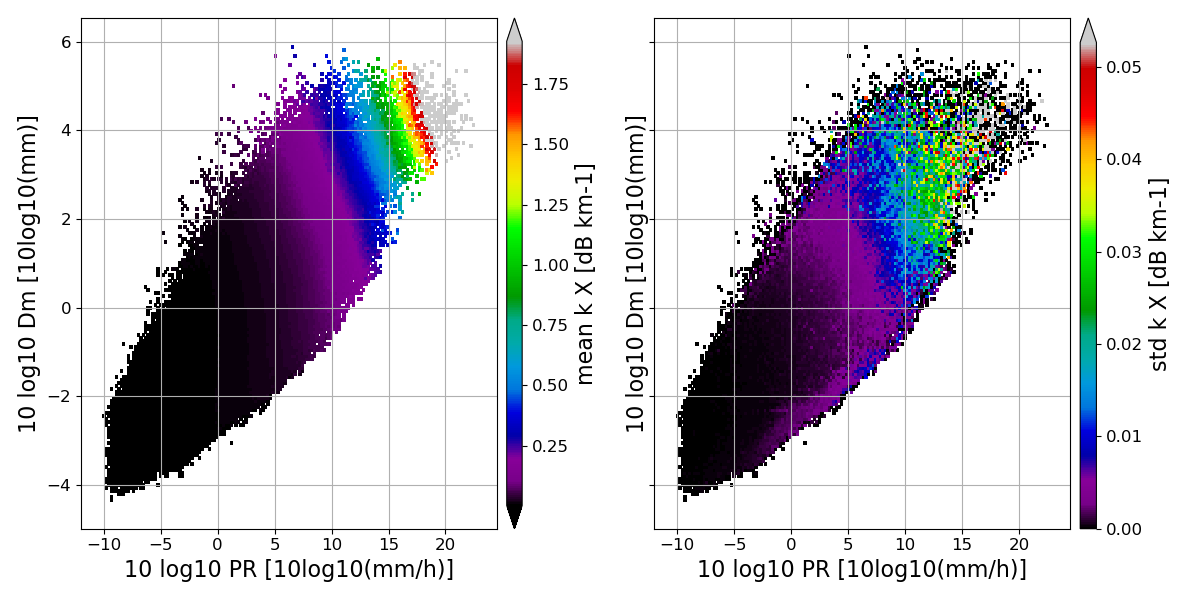 6
4
2
0
−2
−4
10 log10 Dm [10log10(mm)]
−10 −5 0 5 10 15 20
10 log10 PR [10log10(mm/h)]
1.75
1.50
1.25
1.00
0.75
0.50
0.25
mean k X [dB km-1]
10 log10 Dm [10log10(mm)]
−10 −5 0 5 10 15 20
10 log10 PR [10log10(mm/h)]
0.05
0.04
0.03
0.02
0.01
0.00
std k X [dB km-1]